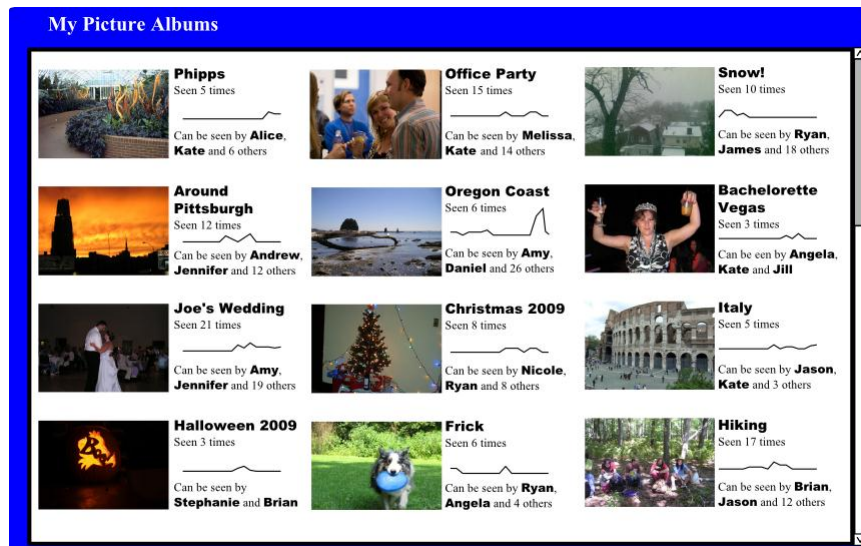 My Picture Albums
Phipps
Seen 5 times
Can be seen by Alice,
Kate and 6 others
Office Party
Seen 15 times
Can be seen by Melissa,
Kate and 14 others
Snow!
Seen 10 times
Can be seen by Ryan,
James and 18 others
Around
Pittsburgh
Seen 12 times
Can be seen by Andrew,
Jennifer and 12 others
Oregon Coast
Seen 6 times
Can be seen by Amy,
Daniel and 26 others
Bachelorette
Vegas
Seen 3 times
Can be een by Angela,
Kate and Jill
Joe's Wedding
Seen 21 times
Can be seen by Amy,
Jennifer and 19 others
Christmas 2009
Seen 8 times
Can be seen by Nicole,
Ryan and 8 others
Italy
Seen 5 times
Can be seen by Jason,
Kate and 3 others
Halloween 2009
Seen 3 times
Can be seen by
Stephanie and Brian
Frick
Seen 6 times
Can be seen by Ryan,
Angela and 4 others
Hiking
Seen 17 times
Can be seen by Brian,
Jason and 12 others